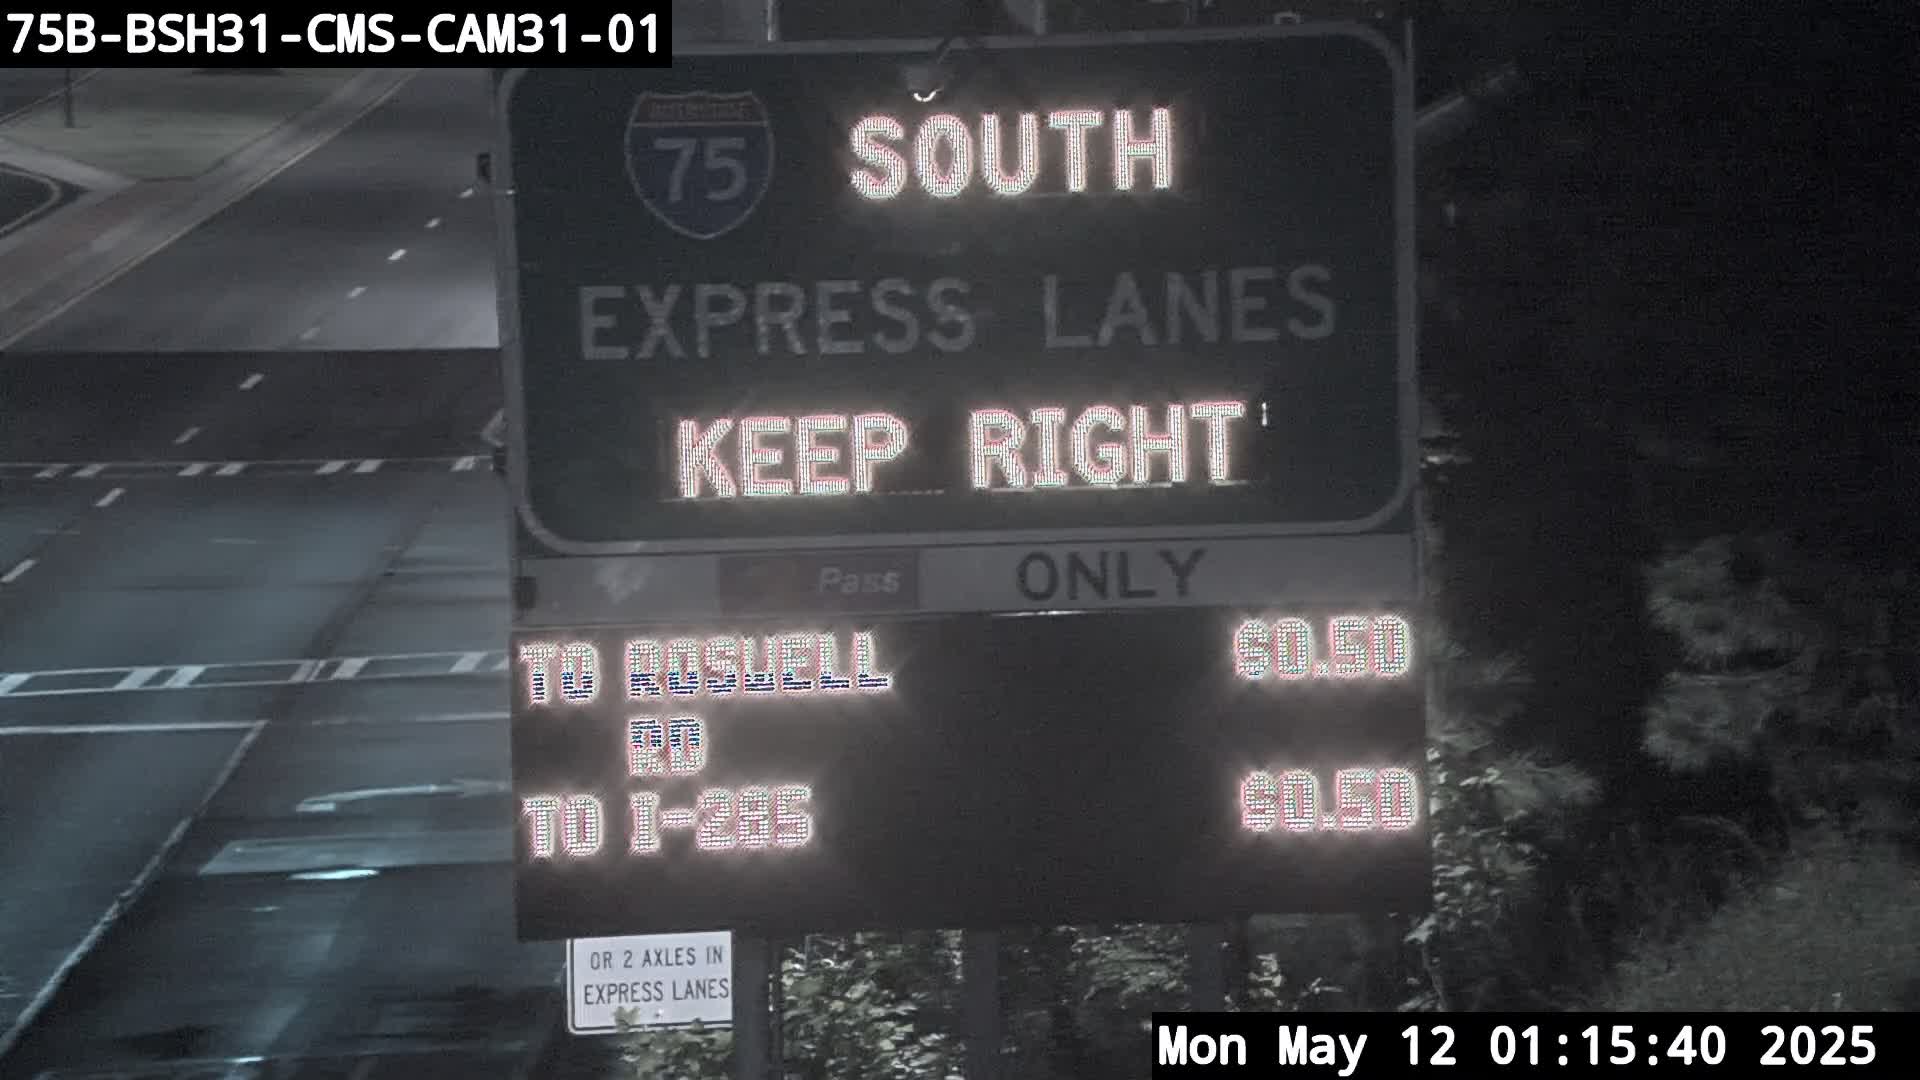 75B-BSH31-CMS-CAM31-01
INTERSTATE
75
SOUTH
EXPRESS LANES
KEEP RIGHT
Pass ONLY
TO ROSWELL $0.50
RD
TO I-285 $0.50
OR 2 AXLES IN
EXPRESS LANES
Mon May 12 01:15:40 2025